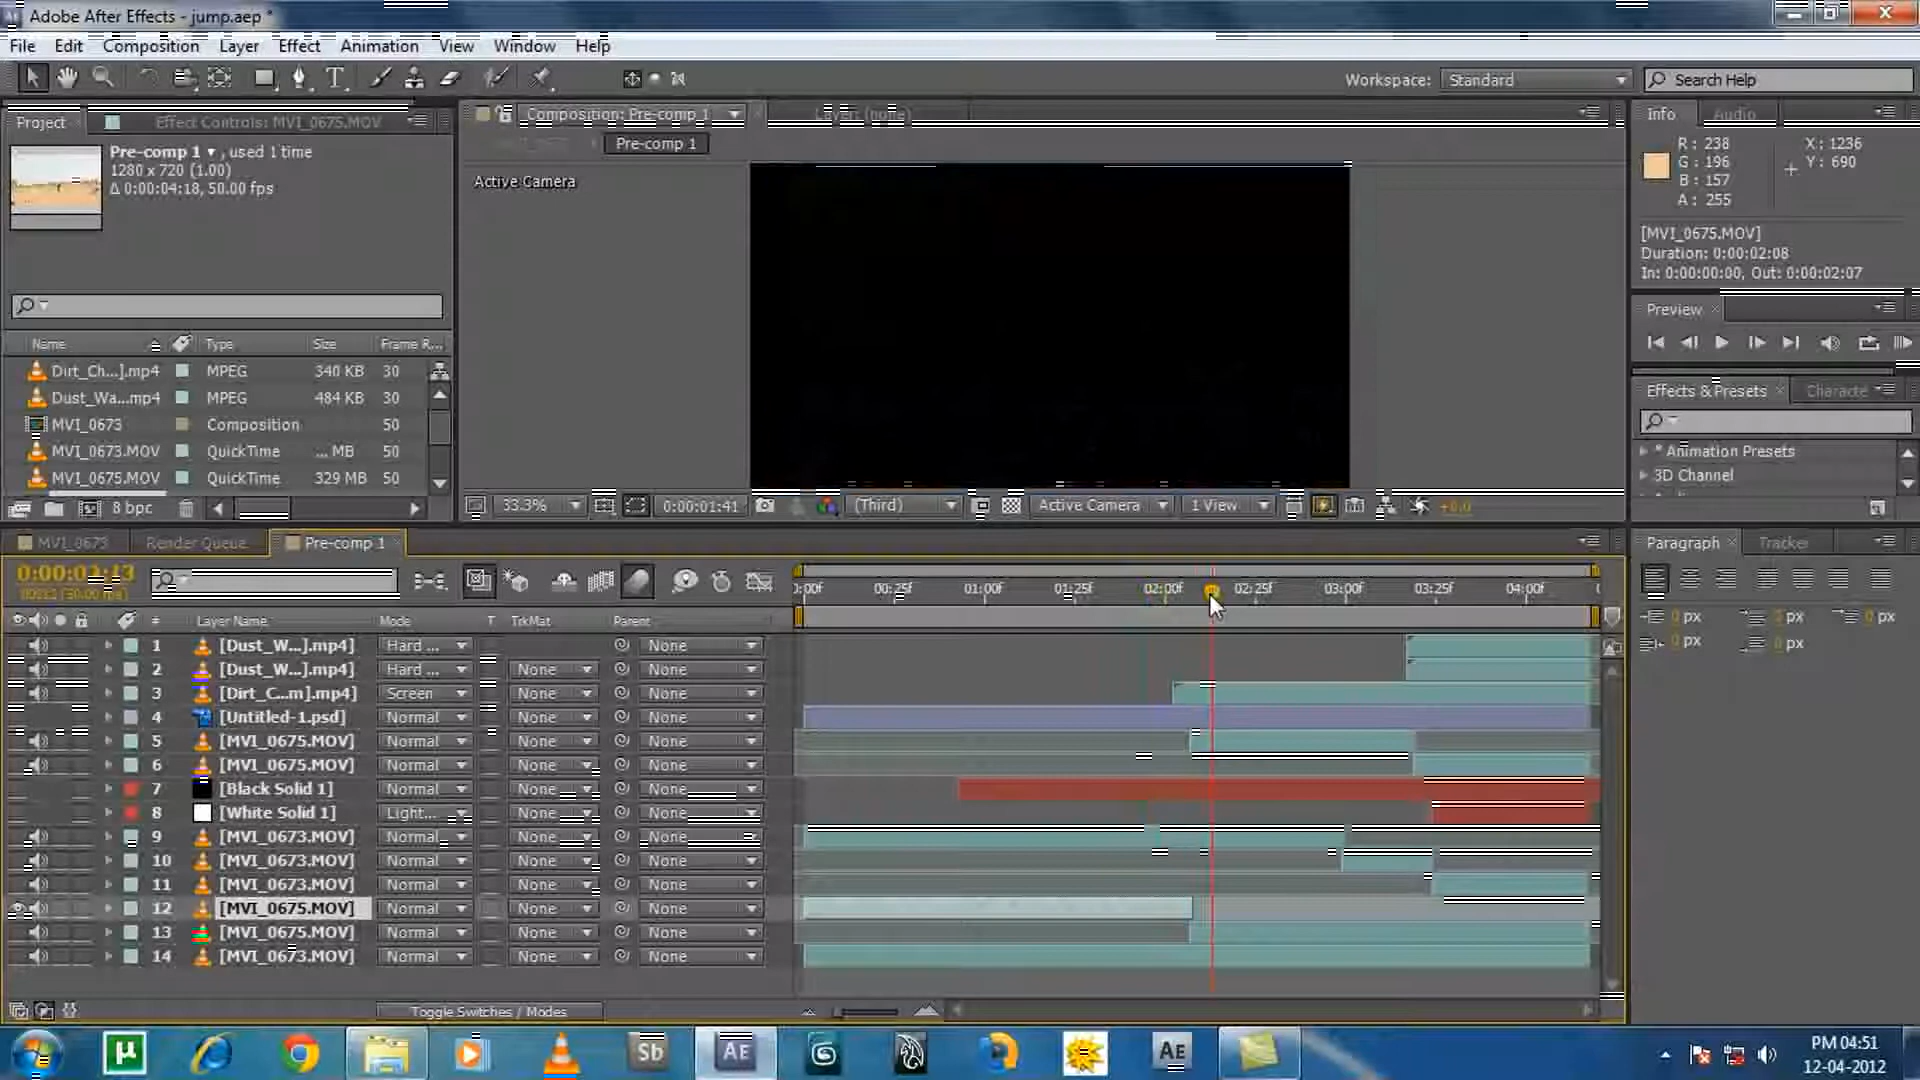 Adobe After Effects - jump.aep *
File Edit Composition Layer Effect Animation View Window Help
Workspace: Standard Search Help
Project Effect Controls: MVI_0675.MOV
Composition: Pre-comp 1 Layer: (none)
Info Audio
Pre-comp 1, used 1 time
1280 x 720 (1.00)
Δ 0:00:04:18, 50.00 fps
Pre-comp 1
Active Camera
R: 238 X: 1236
G: 196 Y: 690
B: 157
A: 255
[MVI_0675.MOV]
Duration: 0:00:02:08
In: 0:00:00:00, Out: 0:00:02:07
Preview
Name Type Size Frame R...
Dirt_Ch...].mp4 MPEG 340 KB 30
Dust_Wa...mp4 MPEG 484 KB 30
MVI_0673 Composition 50
MVI_0673.MOV QuickTime ... MB 50
MVI_0675.MOV QuickTime 329 MB 50
8 bpc
Effects & Presets Characte
* Animation Presets
3D Channel
33.3% 0:00:01:41 (Third) Active Camera 1 View +0.0
MVI_0673 Render Queue Pre-comp 1
Paragraph Tracker
0 px 0 px 0 px
0 px 0 px
:00f 00:25f 01:00f 01:25f 02:00f 02:25f 03:00f 03:25f 04:00f
# Layer Name Mode T TrkMat Parent
1 [Dust_W...].mp4] Hard ... None
2 [Dust_W...].mp4] Hard ... None None
3 [Dirt_C...m].mp4] Screen None None
4 [Untitled-1.psd] Normal None None
5 [MVI_0675.MOV] Normal None None
6 [MVI_0675.MOV] Normal None None
7 [Black Solid 1] Normal None None
8 [White Solid 1] Light... None None
9 [MVI_0673.MOV] Normal None None
10 [MVI_0673.MOV] Normal None None
11 [MVI_0673.MOV] Normal None None
12 [MVI_0675.MOV] Normal None None
13 [MVI_0675.MOV] Normal None None
14 [MVI_0673.MOV] Normal None None
Toggle Switches / Modes
µ Sb AE AE
PM 04:51
12-04-2012